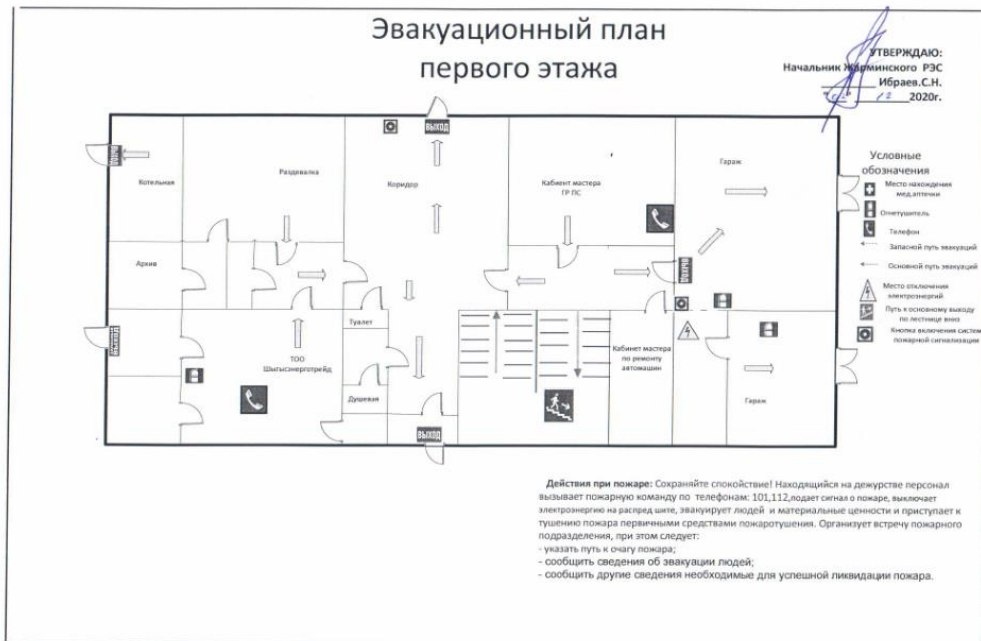 Эвакуационный план
первого этажа
УТВЕРЖДАЮ:
Начальник Жарминского РЭС
Ибраев.С.Н.
12 2020г.
ВЫХОД
ВЫХОД
Котельная
Раздевалка
Коридор
Кабиент мастера
ГР ПС
Гараж
Архив
ВЫХОД
ВЫХОД
Туалет
ТОО
Шыгысэнерготрейд
Душевая
Кабинет мастера
по ремонту
автомашин
Гараж
ВЫХОД
Условные
обозначения
Место нахождения
мед.аптечки
Огнетушитель
Телефон
Запасной путь эвакуаций
Основной путь эвакуаций
Место отключения
электроэнергий
Путь к основному выходу
по лестнице вниз
Кнопка включения систем
пожарной сигнализации
Действия при пожаре: Сохраняйте спокойствие! Находящийся на дежурстве персонал
вызывает пожарную команду по телефонам: 101,112,подает сигнал о пожаре, выключает
электроэнергию на распред щите, эвакуирует людей и материальные ценности и приступает к
тушению пожара первичными средствами пожаротушения. Организует встречу пожарного
подразделения, при этом следует:
- указать путь к очагу пожара;
- сообщить сведения об эвакуации людей;
- сообщить другие сведения необходимые для успешной ликвидации пожара.